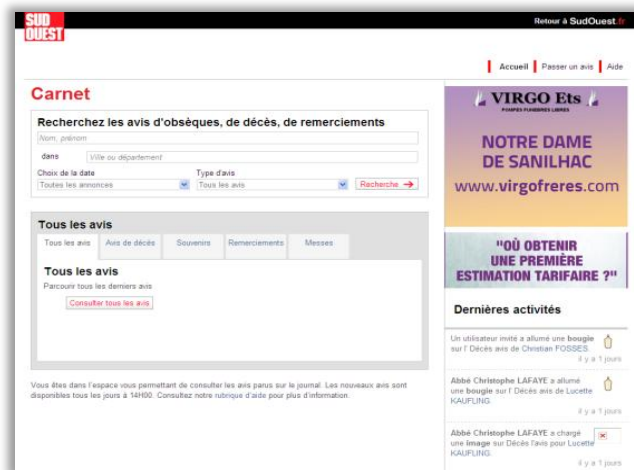 SUD
OUEST
Retour à SudOuest.fr
Accueil Passer un avis Aide
Carnet
Recherchez les avis d'obsèques, de décès, de remerciements
Nom, prénom
dans Ville ou département
Choix de la date Type d'avis
Toutes les annonces Tous les avis Recherche
Tous les avis
Tous les avis Avis de décès Souvenirs Remerciements Messes
Tous les avis
Parcourir tous les derniers avis
Consulter tous les avis
Vous êtes dans l'espace vous permettant de consulter les avis parus sur le journal. Les nouveaux avis sont
disponibles tous les jours à 14H00. Consultez notre rubrique d'aide pour plus d'information.
VIRGO Ets
POMPES FUNEBRES LIBRES
NOTRE DAME
DE SANILHAC
www.virgofreres.com
"OÙ OBTENIR
UNE PREMIÈRE
ESTIMATION TARIFAIRE ?"
Dernières activités
Un utilisateur invité a allumé une bougie
sur l' Décès avis de Christian FOSSES.
il y a 1 jours
Abbé Christophe LAFAYE a allumé
une bougie sur l' Décès avis de Lucette
KAUFLING.
il y a 1 jours
Abbé Christophe LAFAYE a chargé
une image sur Décès l'avis pour Lucette
KAUFLING.
il y a 1 jours